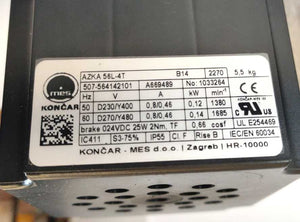 mes
KONČAR
AZKA 56L-4T B14 2270 5,5 kg
507-564142101 A669489 No: 1033264
Hz V A kW min-1
50 D230/Y400 0,8/0,46 0,12 1380
60 D270/Y480 0,8/0,46 0,14 1685
brake 024VDC 25W 2Nm, TF 0,66 cosf UL E254469
IC411 S3-75% IP55 Cl. F Rise B IEC/EN 60034
KONČAR - MES d.o.o. | Zagreb | HR-10000